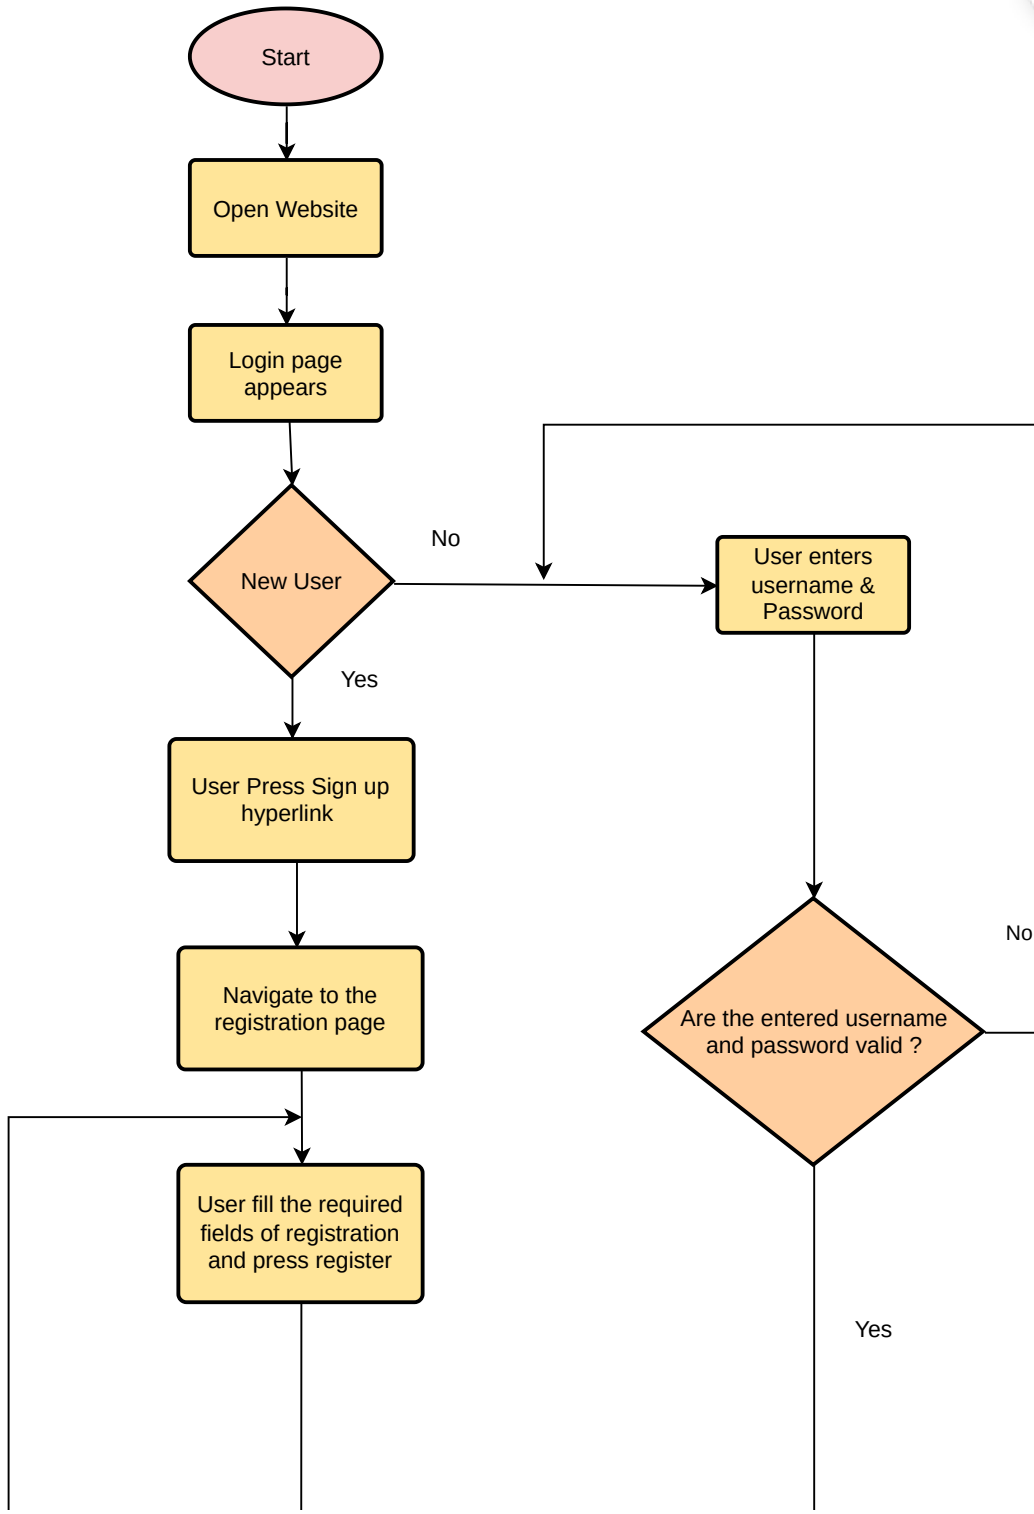 Start
Open Website
Login page
appears
No
New User
User enters
username &
Password
Yes
User Press Sign up
hyperlink
No
Navigate to the
registration page
Are the entered username
and password valid ?
User fill the required
fields of registration
and press register
Yes